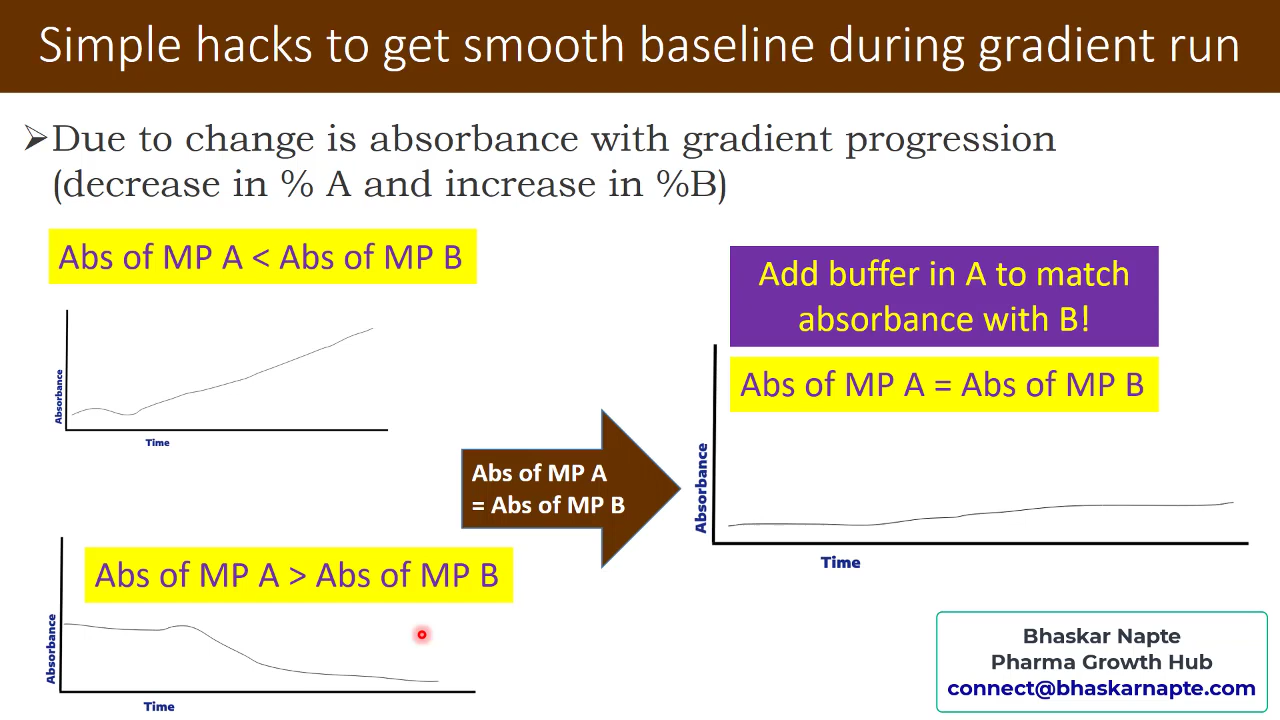 Simple hacks to get smooth baseline during gradient run
➢Due to change is absorbance with gradient progression
(decrease in % A and increase in %B)
Abs of MP A < Abs of MP B
Absorbance
Time
Abs of MP A > Abs of MP B
Absorbance
Time
Abs of MP A
= Abs of MP B
Add buffer in A to match
absorbance with B!
Abs of MP A = Abs of MP B
Absorbance
Time
Bhaskar Napte
Pharma Growth Hub
connect@bhaskarnapte.com